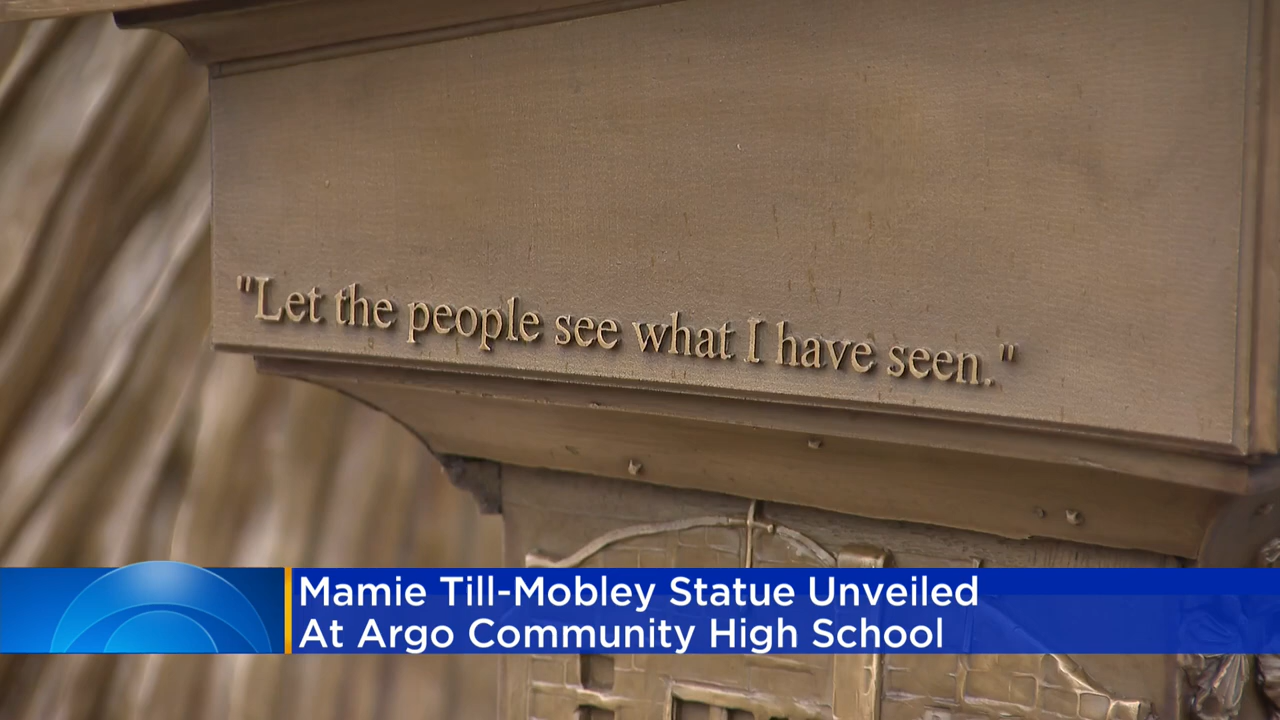 "Let the people see what I have seen."
Mamie Till-Mobley Statue Unveiled
At Argo Community High School